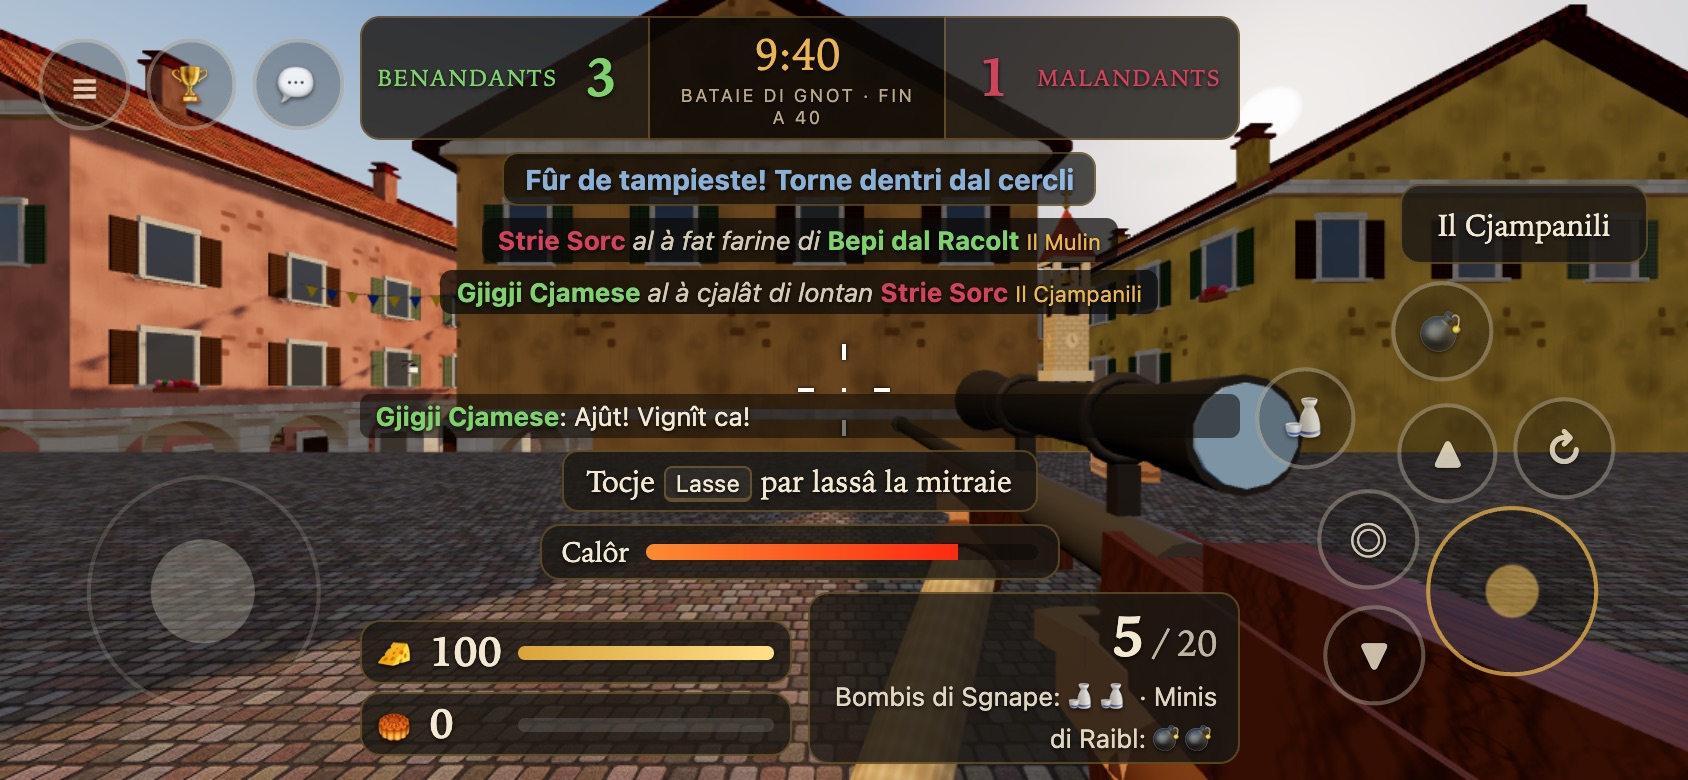 BENANDANTS 3
9:40
BATAIE DI GNOT · FIN
A 40
1 MALANDANTS
Fûr de tampieste! Torne dentri dal cercli
Strie Sorc al à fat farine di Bepi dal Racolt Il Mulin
Il Cjampanili
Gjigji Cjamese al à cjalât di lontan Strie Sorc Il Cjampanili
Gjigji Cjamese: Ajût! Vignît ca!
Tocje Lasse par lassâ la mitraie
Calôr
100
0
5 / 20
Bombis di Sgnape: · Minis
di Raibl: